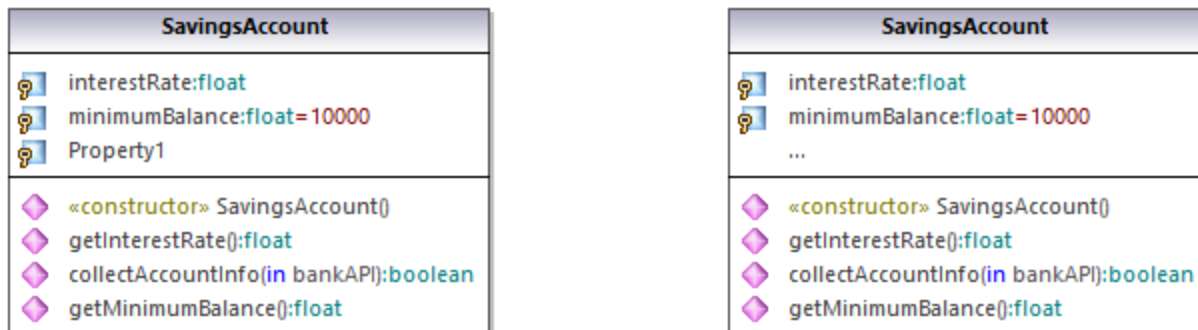 SavingsAccount
interestRate:float
minimumBalance:float=10000
Property1
«constructor» SavingsAccount()
getInterestRate():float
collectAccountInfo(in bankAPI):boolean
getMinimumBalance():float
SavingsAccount
interestRate:float
minimumBalance:float=10000
...
«constructor» SavingsAccount()
getInterestRate():float
collectAccountInfo(in bankAPI):boolean
getMinimumBalance():float